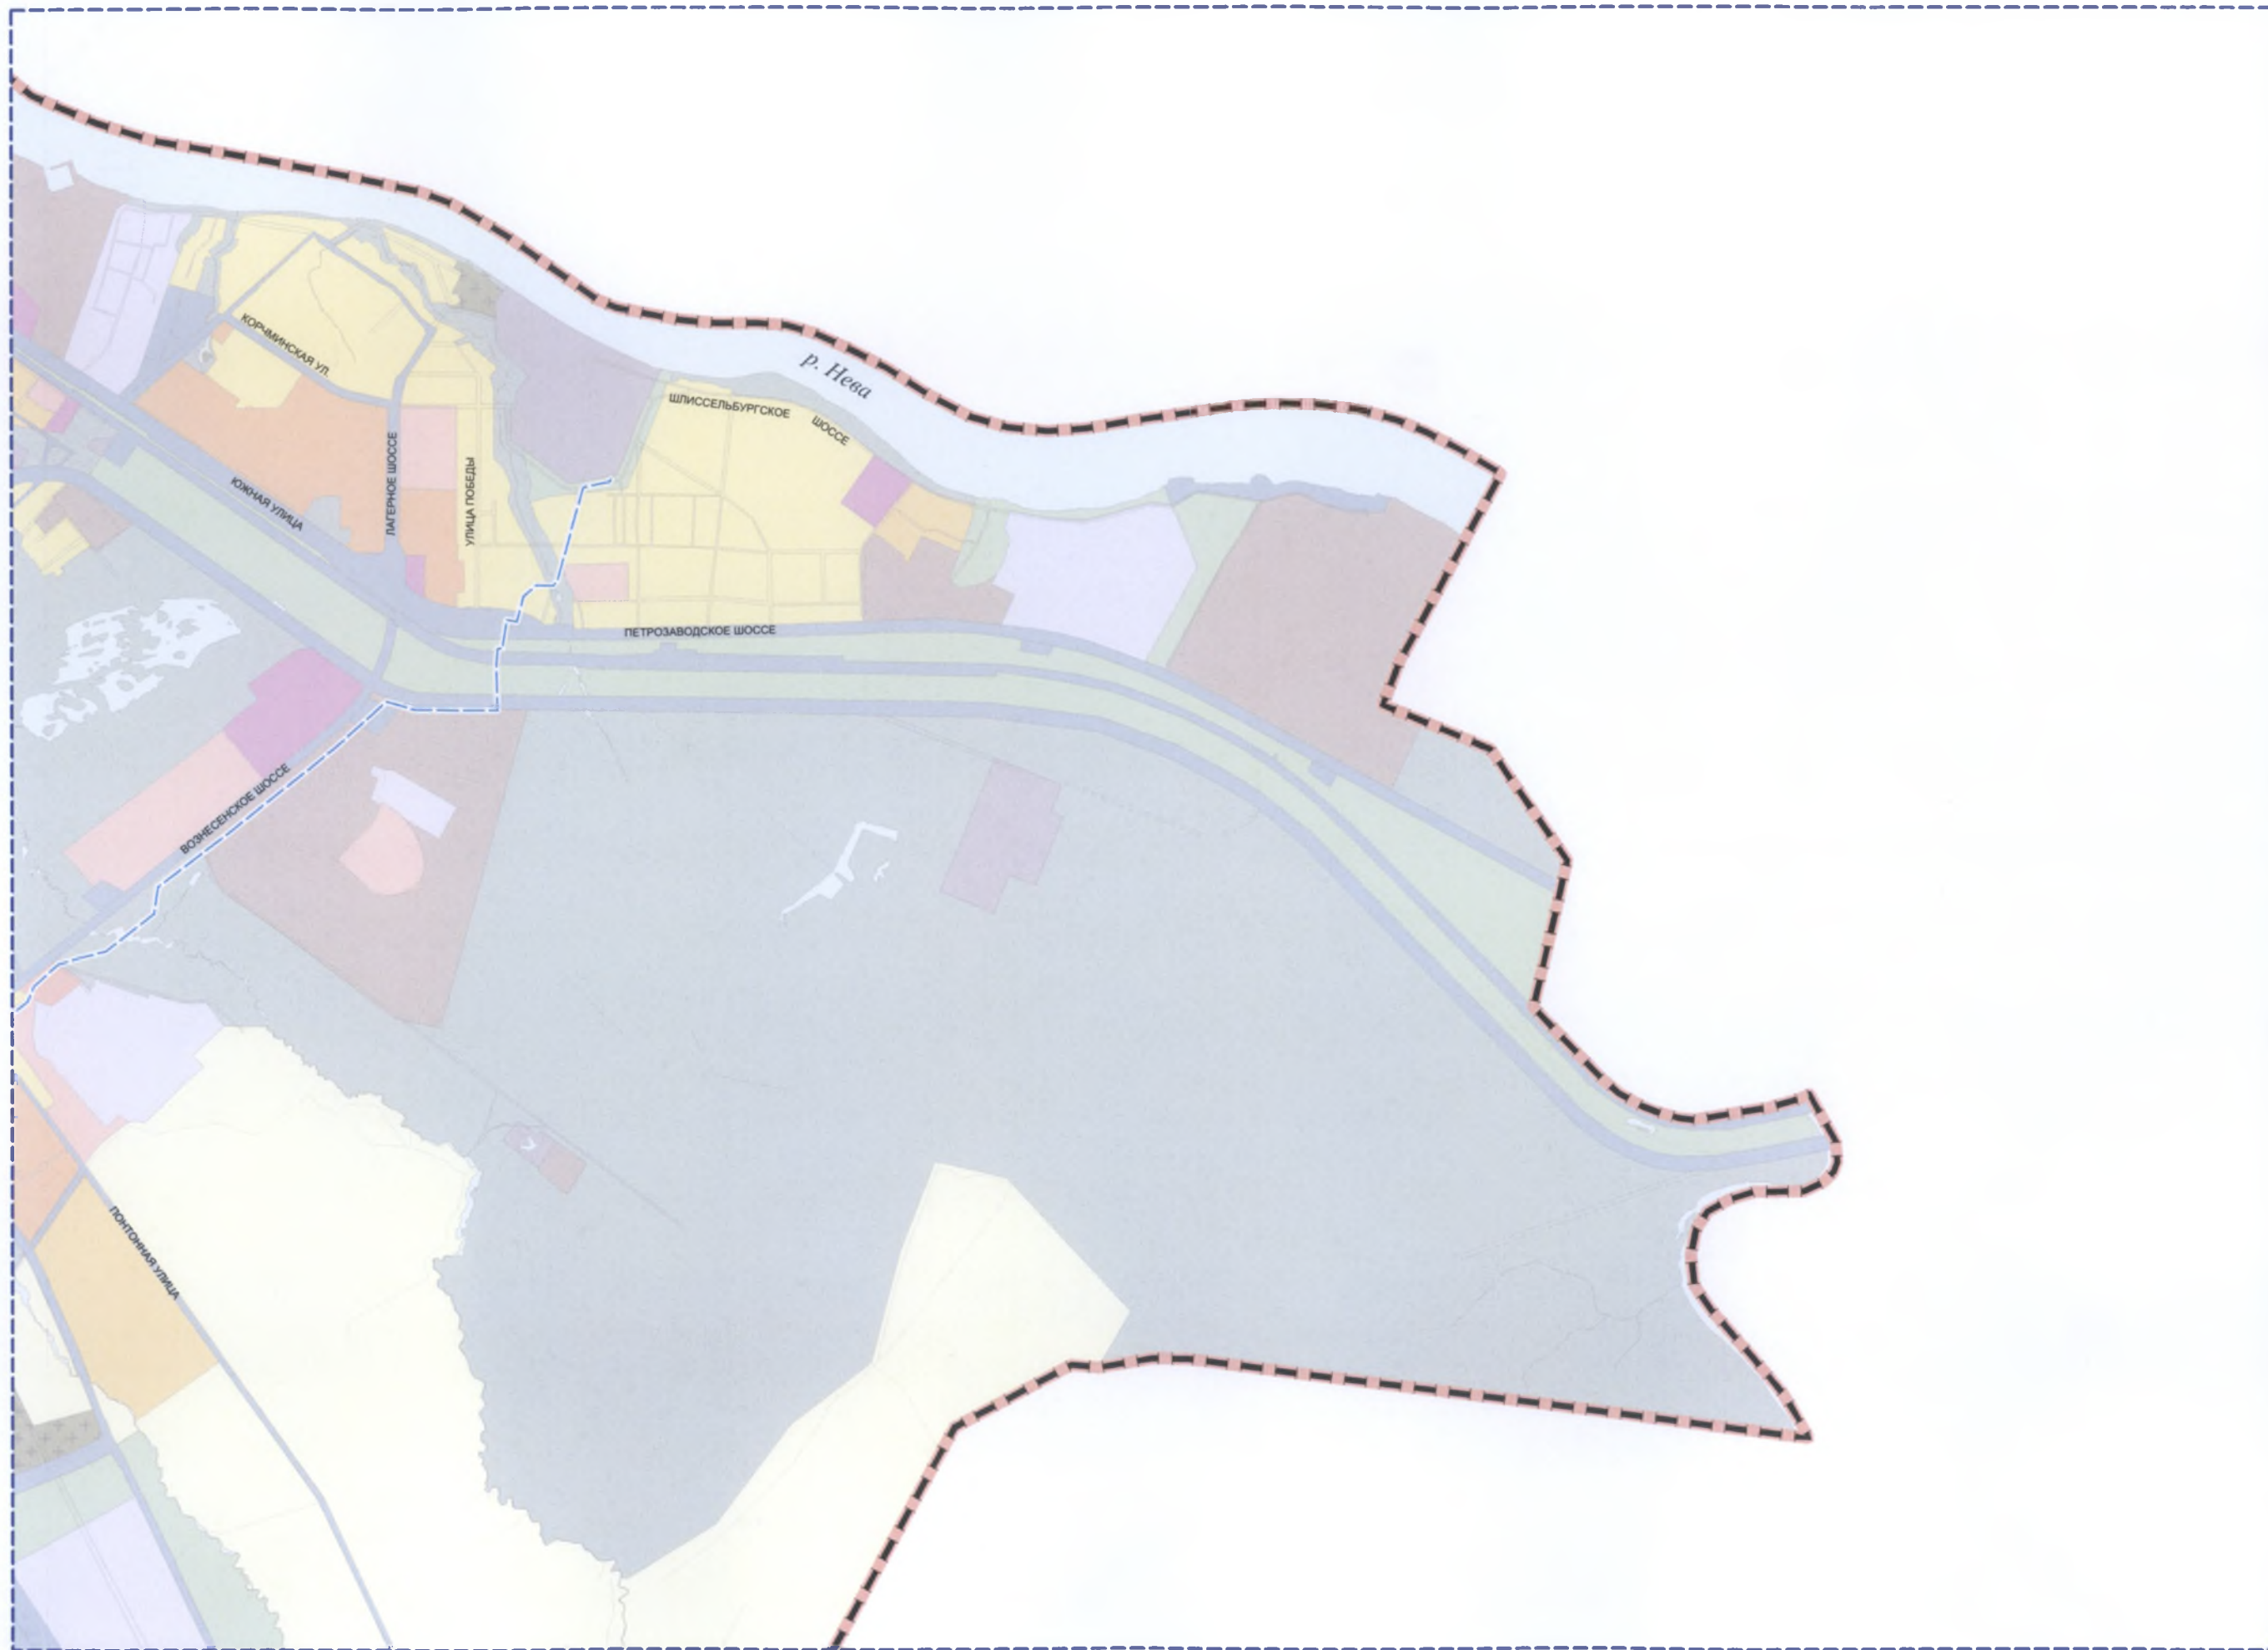 КОРЧМИНСКАЯ УЛ.
р. Нева
ШЛИССЕЛЬБУРГСКОЕ
ШОССЕ
ЛАГЕРНОЕ ШОССЕ
УЛИЦА ПОБЕДЫ
ЮЖНАЯ УЛИЦА
ПЕТРОЗАВОДСКОЕ ШОССЕ
ВОЗНЕСЕНСКОЕ ШОССЕ
ПОНТОННАЯ УЛИЦА